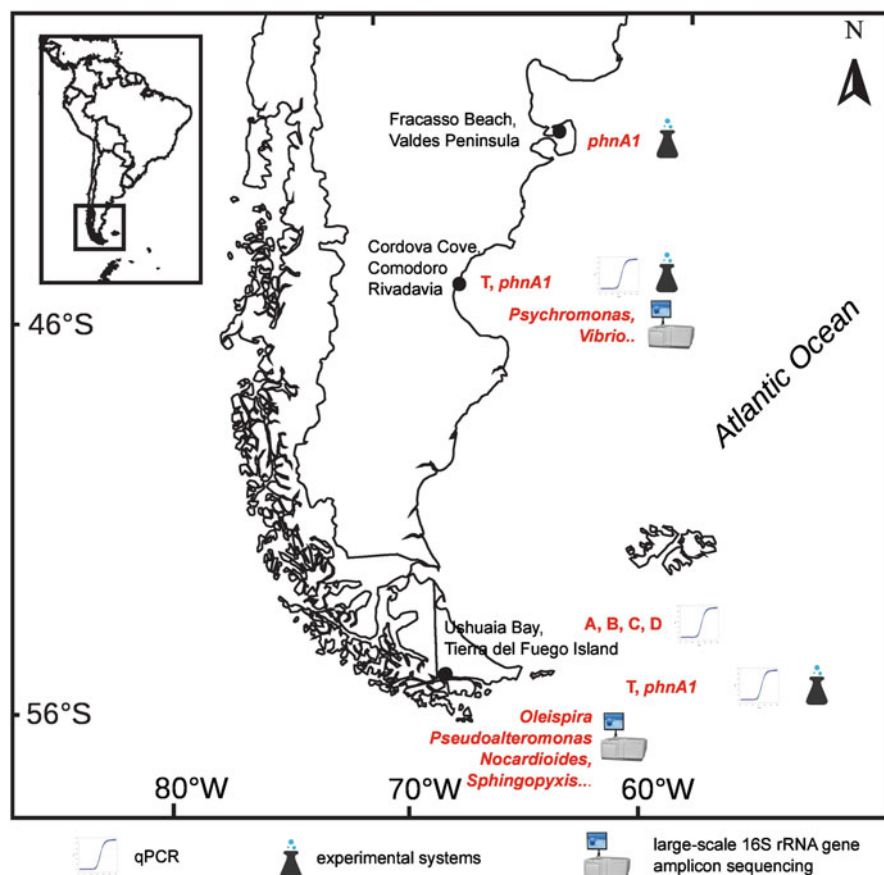 N
Fracasso Beach,
Valdes Peninsula
phnA1
Cordova Cove,
Comodoro
Rivadavia
T, phnA1
Psychromonas,
Vibrio..
46°S
Atlantic Ocean
A, B, C, D
Ushuaia Bay,
Tierra del Fuego Island
T, phnA1
56°S
Oleispira
Pseudoalteromonas
Nocardioides,
Sphingopyxis...
80°W
70°W
60°W
qPCR
experimental systems
large-scale 16S rRNA gene
amplicon sequencing